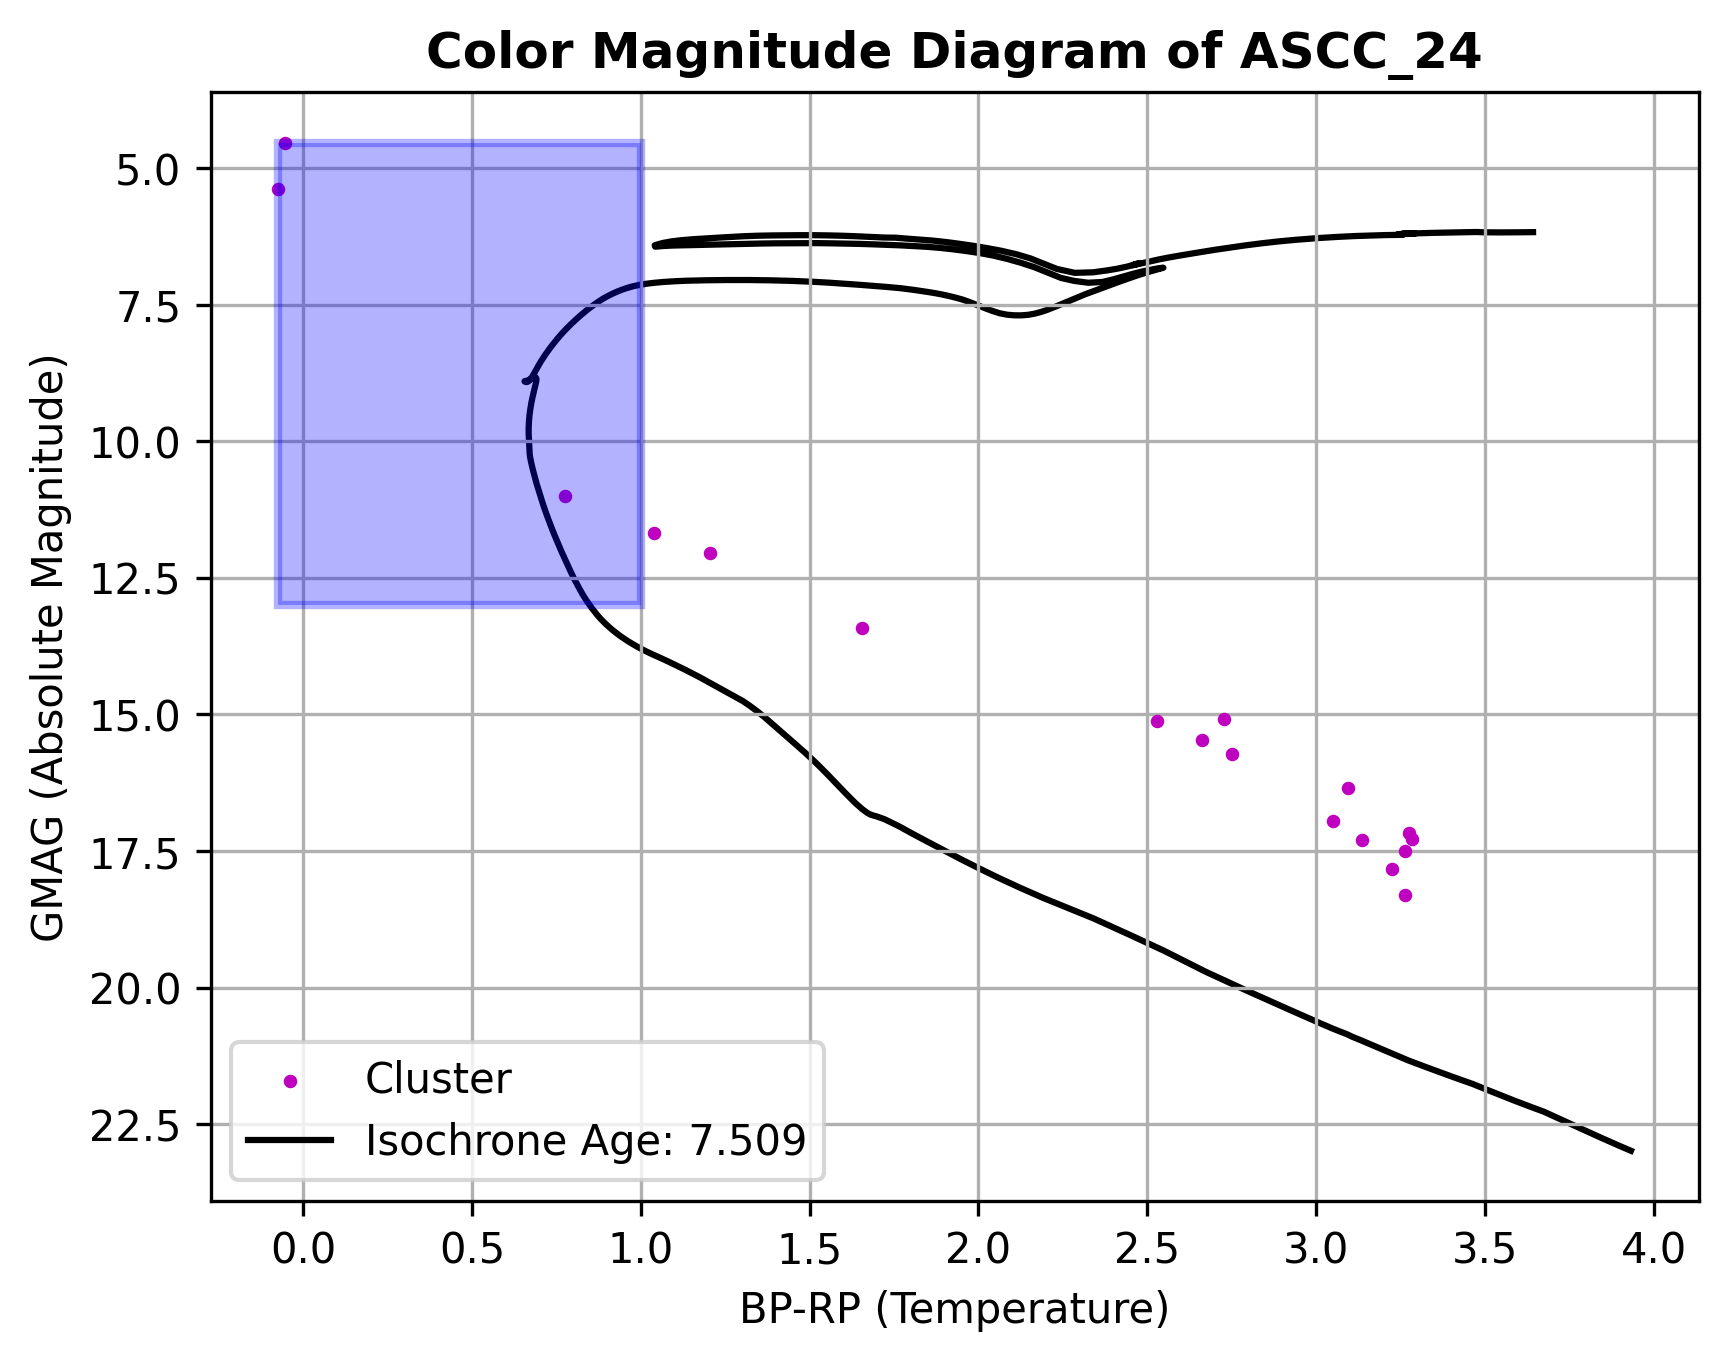 Color Magnitude Diagram of ASCC_24
GMAG (Absolute Magnitude)
5.0
7.5
10.0
12.5
15.0
17.5
20.0
22.5
Cluster
Isochrone Age: 7.509
0.0 0.5 1.0 1.5 2.0 2.5 3.0 3.5 4.0
BP-RP (Temperature)